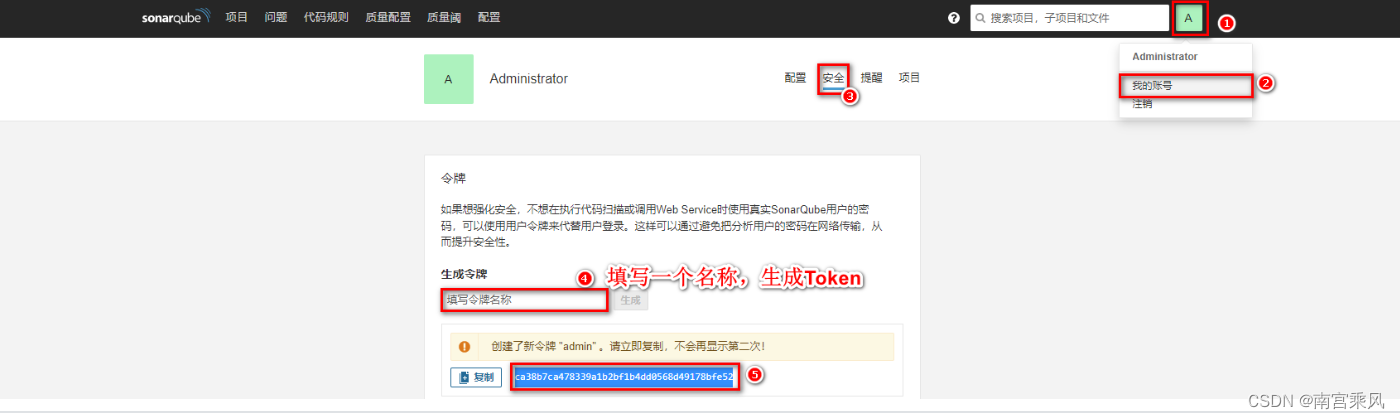 sonarqube 项目 问题 代码规则 质量配置 质量阈 配置 ? 搜索项目，子项目和文件 A 1
Administrator
我的账号 2
注销
A Administrator 配置 安全 提醒 项目
3
令牌
如果想强化安全，不想在执行代码扫描或调用Web Service时使用真实SonarQube用户的密
码，可以使用用户令牌来代替用户登录。这样可以通过避免把分析用户的密码在网络传输，从
而提升安全性。
生成令牌
4 填写一个名称，生成Token
填写令牌名称 生成
创建了新令牌 "admin" 。请立即复制，不会再显示第二次！
复制 ca38b7ca478339a1b2bf1b4dd0568d49178bfe52 5
CSDN @南宫乘风